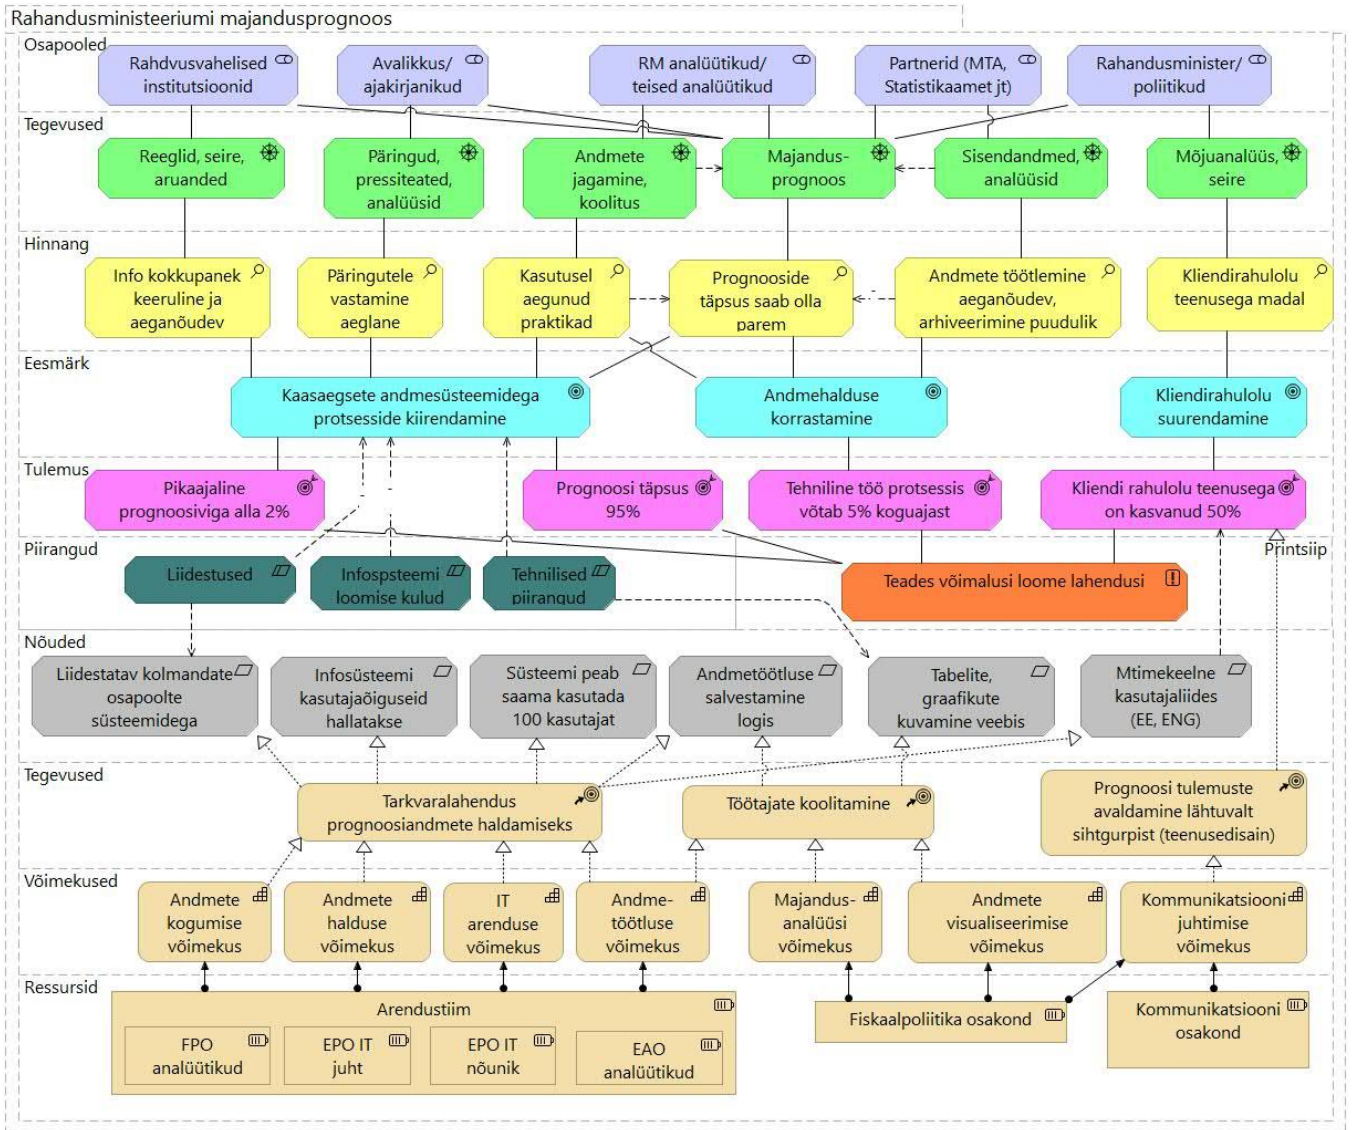 Rahandusministeeriumi majandusprognoos
Osapooled
Rahdvusvahelised
institutsioonid
Avalikkus/
ajakirjanikud
RM analüütikud/
teised analüütikud
Partnerid (MTA,
Statistikaamet jt)
Rahandusminister/
poliitikud
Tegevused
Reeglid, seire,
aruanded
Päringud,
pressiteated,
analüüsid
Andmete
jagamine,
koolitus
Majandus-
prognoos
Sisendandmed,
analüüsid
Mõjuanalüüs,
seire
Hinnang
Info kokkupanek
keeruline ja
aeganõudev
Päringutele
vastamine
aeglane
Kasutusel
aegunud
praktikad
Prognooside
täpsus saab olla
parem
Andmete töötlemine
aeganõudev,
arhiveerimine puudulik
Kliendirahulolu
teenusega madal
Eesmärk
Kaasaegsete andmesüsteemidega
protsesside kiirendamine
Andmehalduse
korrastamine
Kliendirahulolu
suurendamine
Tulemus
Pikaajaline
prognoosiviga alla 2%
Prognoosi täpsus
95%
Tehniline töö protsessis
võtab 5% koguajast
Kliendi rahulolu teenusega
on kasvanud 50%
Piirangud
Printsiip
Liidestused
Infospsteemi
loomise kulud
Tehnilised
piirangud
Teades võimalusi loome lahendusi
Nõuded
Liidestatav kolmandate
osapoolte
süsteemidega
Infosüsteemi
kasutajaõiguseid
hallatakse
Süsteemi peab
saama kasutada
100 kasutajat
Andmetöötluse
salvestamine
logis
Tabelite,
graafikute
kuvamine veebis
Mtimekeelne
kasutajaliides
(EE, ENG)
Tegevused
Tarkvaralahendus
prognoosiandmete haldamiseks
Töötajate koolitamine
Prognoosi tulemuste
avaldamine lähtuvalt
sihtgurpist (teenusedisain)
Võimekused
Andmete
kogumise
võimekus
Andmete
halduse
võimekus
IT
arenduse
võimekus
Andme-
töötluse
võimekus
Majandus-
analüüsi
võimekus
Andmete
visualiseerimise
võimekus
Kommunikatsiooni
juhtimise
võimekus
Ressursid
Arendustiim
FPO
analüütikud
EPO IT
juht
EPO IT
nõunik
EAO
analüütikud
Fiskaalpoliitika osakond
Kommunikatsiooni
osakond